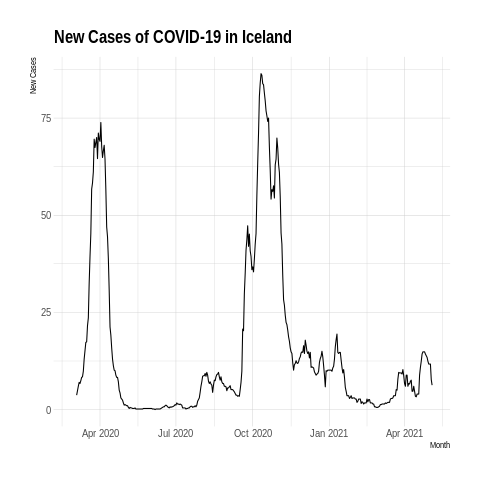 New Cases of COVID-19 in Iceland
New Cases
75
50
25
0
Apr 2020
Jul 2020
Oct 2020
Jan 2021
Apr 2021
Month